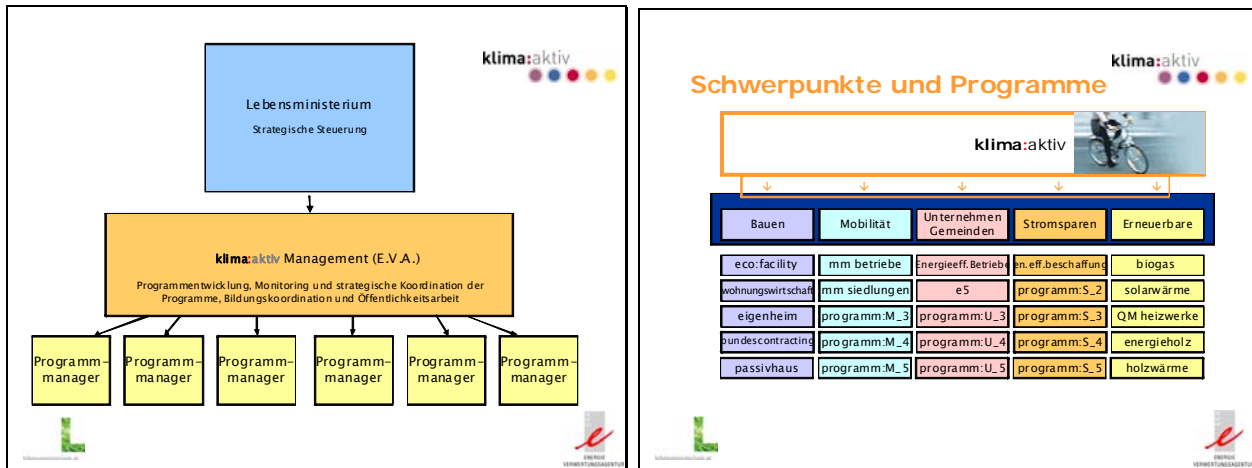 klima:aktiv
Lebensministerium
Strategische Steuerung
klima:aktiv Management (E.V.A.)
Programmentwicklung, Monitoring und strategische Koordination der
Programme, Bildungskoordination und Öffentlichkeitsarbeit
Programm-
manager
Programm-
manager
Programm-
manager
Programm-
manager
Programm-
manager
Programm-
manager
L
e
ENERGIE
VERWERTUNGSAGENTUR
klima:aktiv
Schwerpunkte und Programme
klima:aktiv
Bauen
Mobilität
Unternehmen
Gemeinden
Stromsparen
Erneuerbare
eco:facility
mm betriebe
Energieeff.Betriebe
en.eff.beschaffung
biogas
wohnungswirtschaft
mm siedlungen
e5
programm:S_2
solarwärme
eigenheim
programm:M_3
programm:U_3
programm:S_3
QM heizwerke
bundescontracting
programm:M_4
programm:U_4
programm:S_4
energieholz
passivhaus
programm:M_5
programm:U_5
programm:S_5
holzwärme
L
e
ENERGIE
VERWERTUNGSAGENTUR